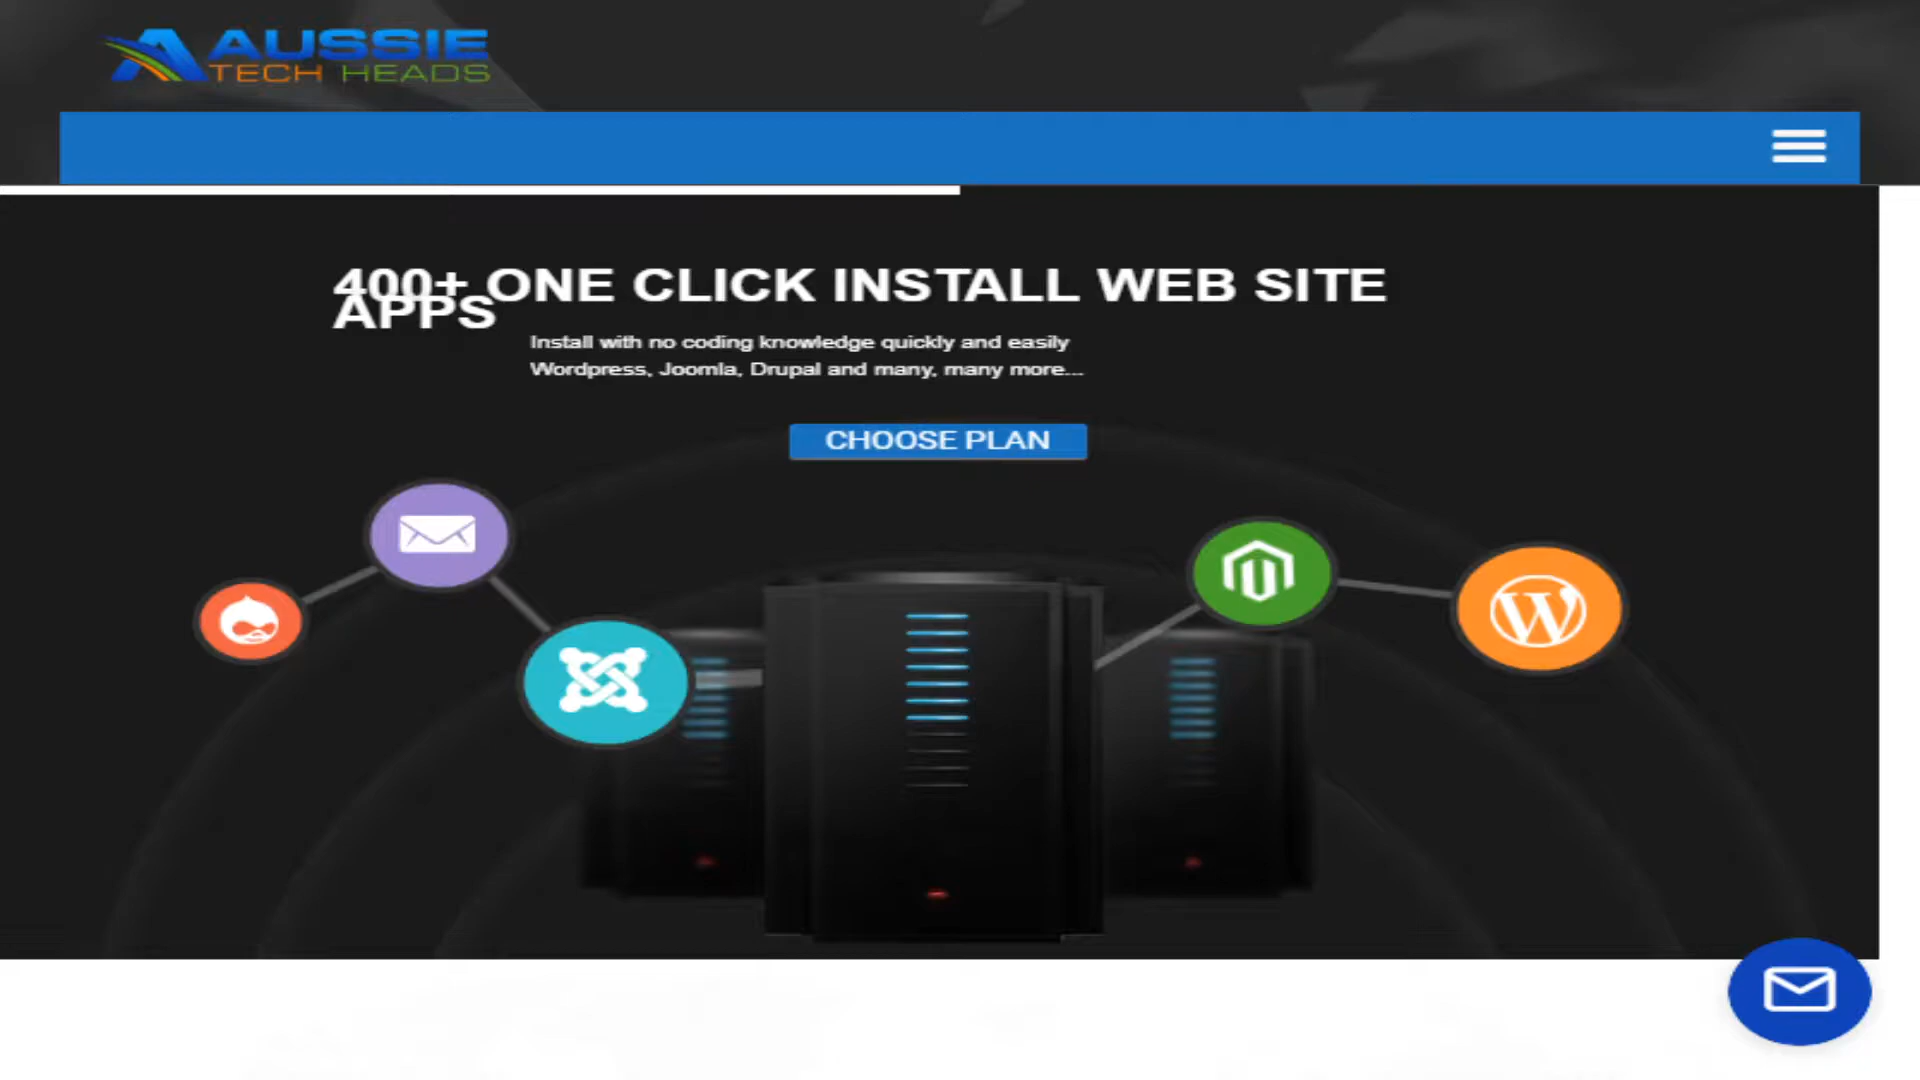 AUSSIE
TECH HEADS
400+ ONE CLICK INSTALL WEB SITE
APPS
Install with no coding knowledge quickly and easily
Wordpress, Joomla, Drupal and many, many more...
CHOOSE PLAN